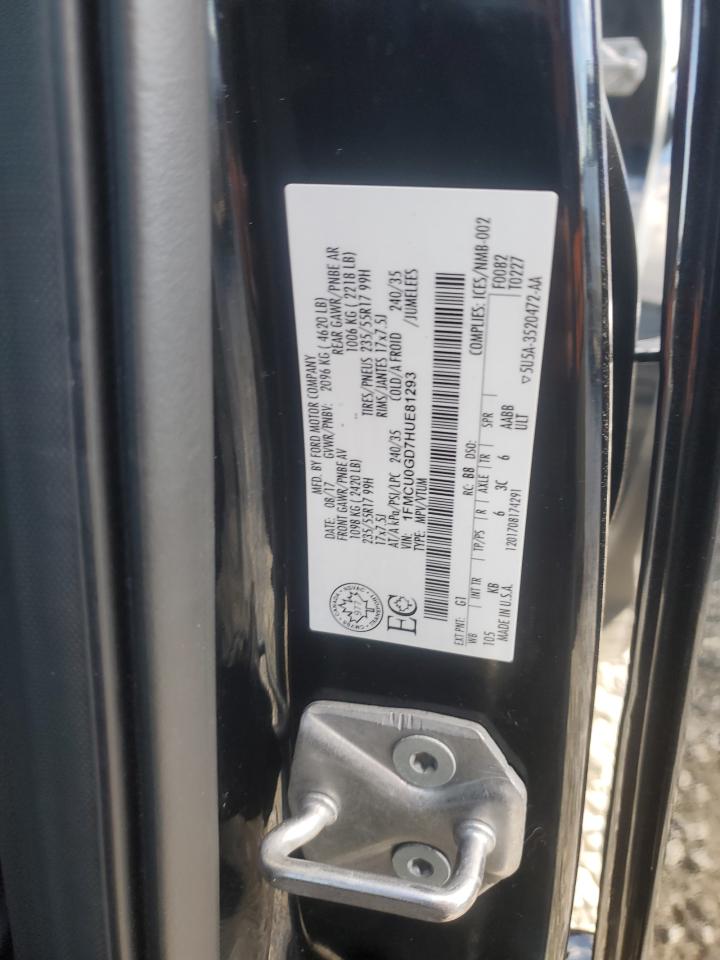 MFD. BY FORD MOTOR COMPANY
08/17 GVWR/PNBV: 2096 KG ( 4620 LB)
FRONT GAWR/PNBE AV REAR GAWR/PNBE AR
1098 KG ( 2420 LB) 1006 KG ( 2218 LB)
235/55R17 99H TIRES/PNEUS 235/55R17 99H
17x7.5J RIMS/JANTES 17x7.5J
AT/A kPa/PSI/LPC 240/35 COLD/A FROID 240/35
VIN: 1FMCU0GD7HUE81293 /JUMELEES
TYPE: MPV/VTUM
977
EC
EXT PNT: G1 RC: BB DSO: COMPLIES: ICES/NMB-002
WB INT TR TP/PS R AXLE TR SPR F0082
105 KB 6 3C 6 AABB T0227
MADE IN U.S.A. 1201708174291 ULT ▽5U5A-3520472-AA